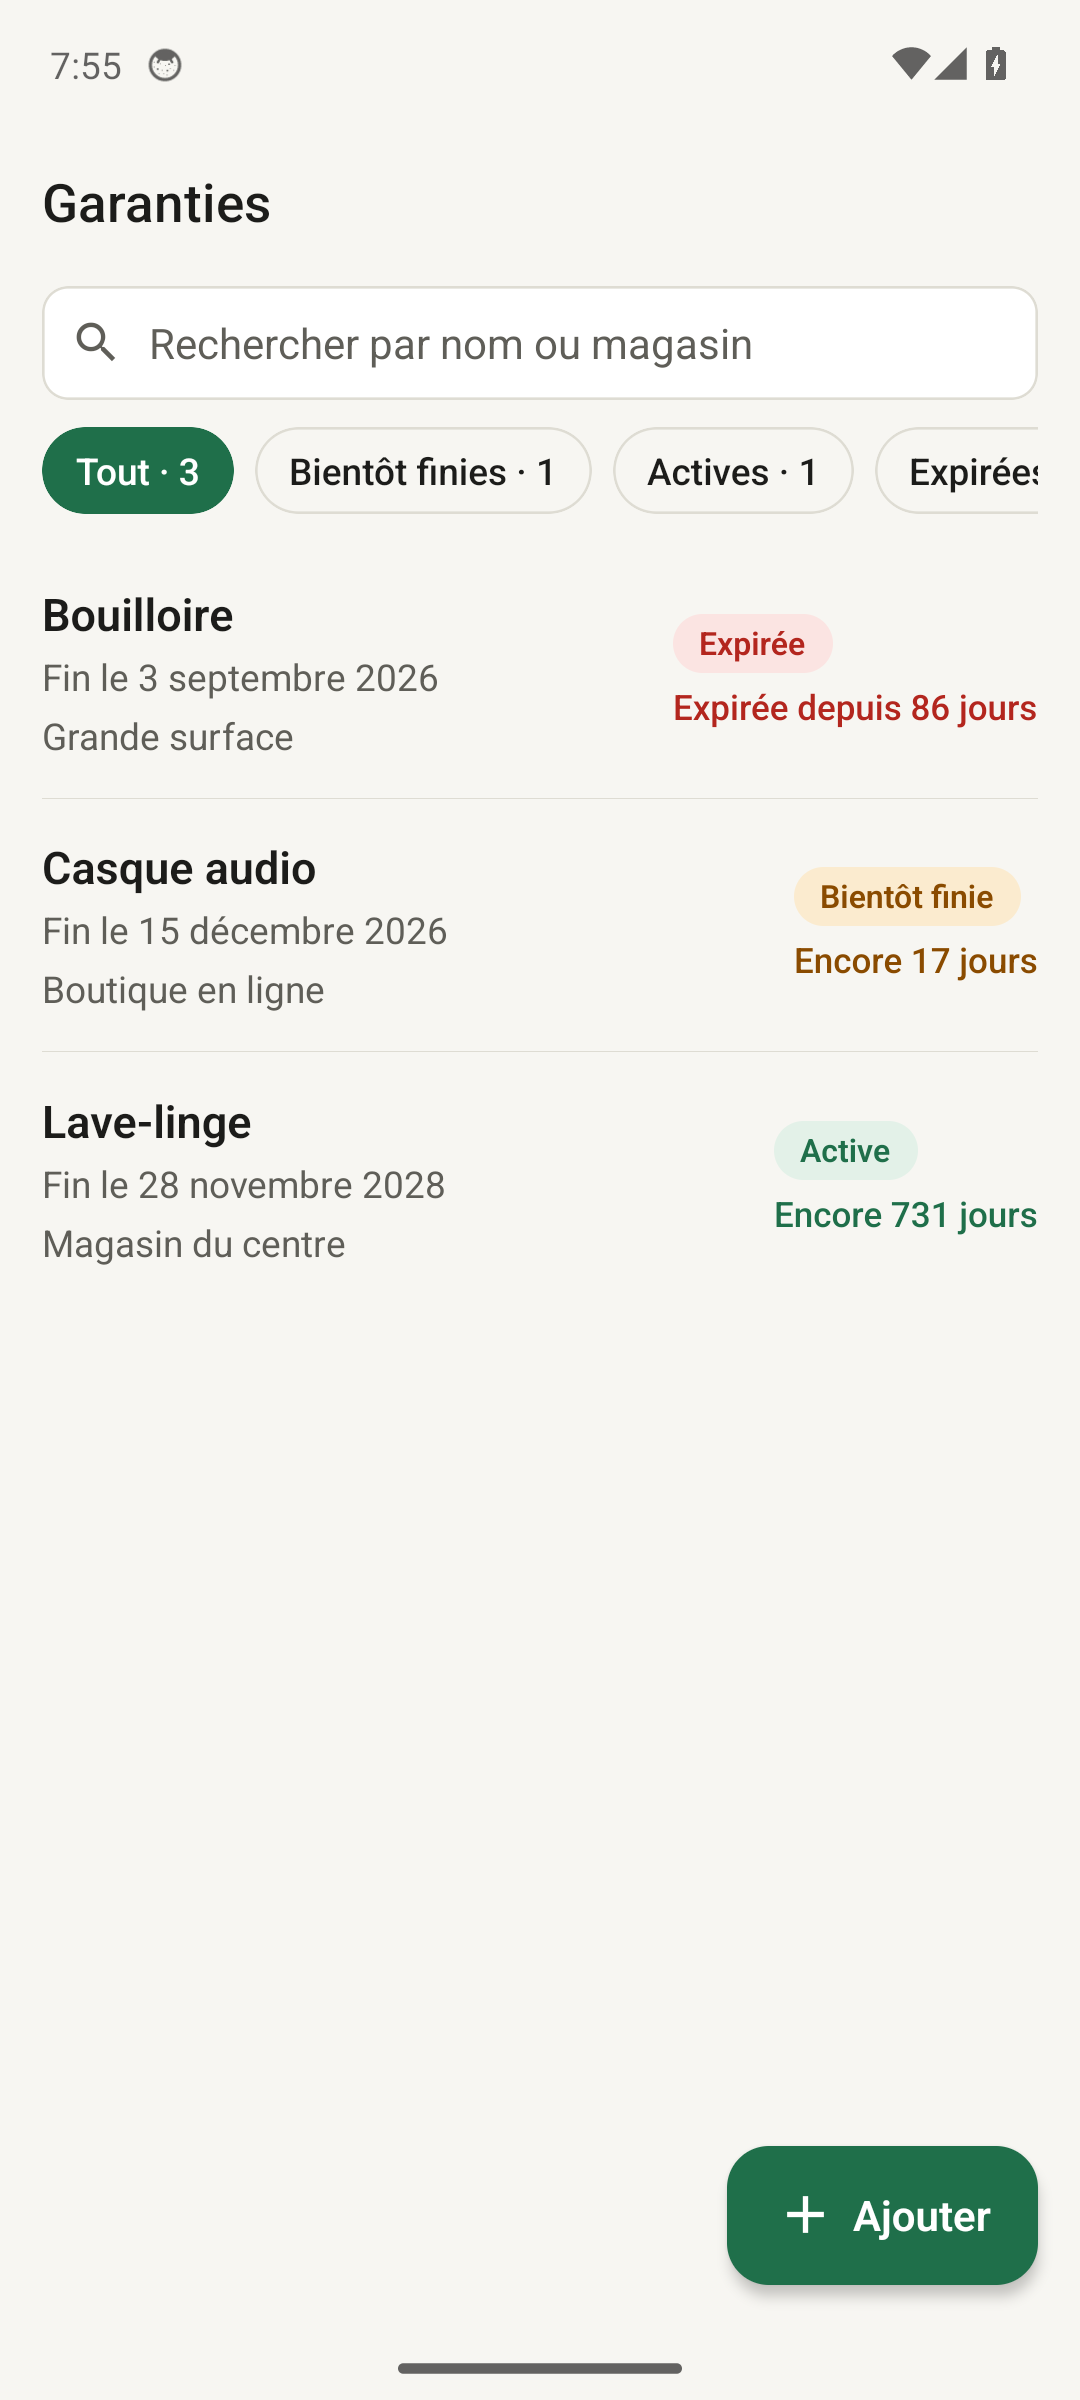 7:55
Garanties
Rechercher par nom ou magasin
Tout · 3
Bientôt finies · 1
Actives · 1
Expirées
Bouilloire
Fin le 3 septembre 2026
Grande surface
Expirée
Expirée depuis 86 jours
Casque audio
Fin le 15 décembre 2026
Boutique en ligne
Bientôt finie
Encore 17 jours
Lave-linge
Fin le 28 novembre 2028
Magasin du centre
Active
Encore 731 jours
Ajouter